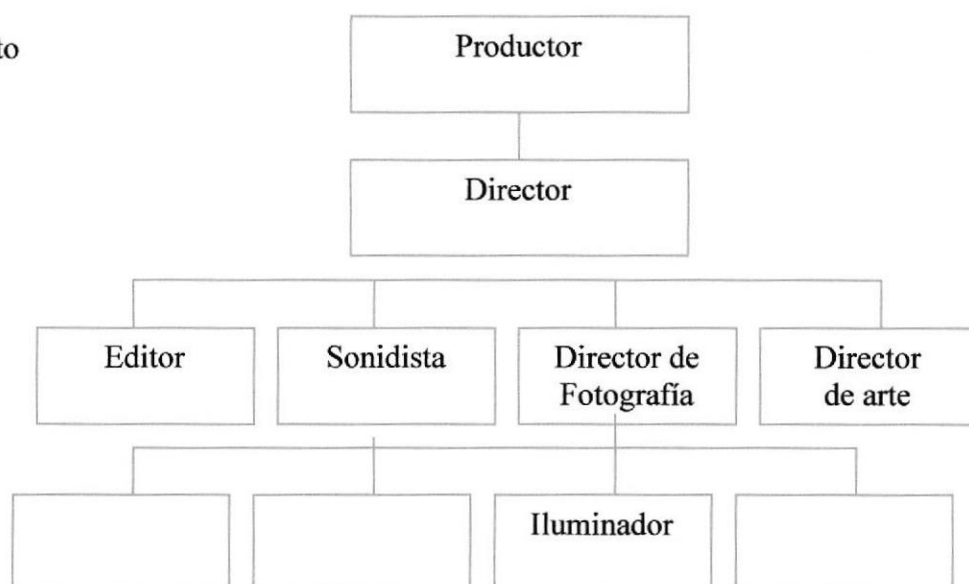 Productor
Director
Editor
Sonidista
Director de
Fotografía
Director
de arte
Iluminador